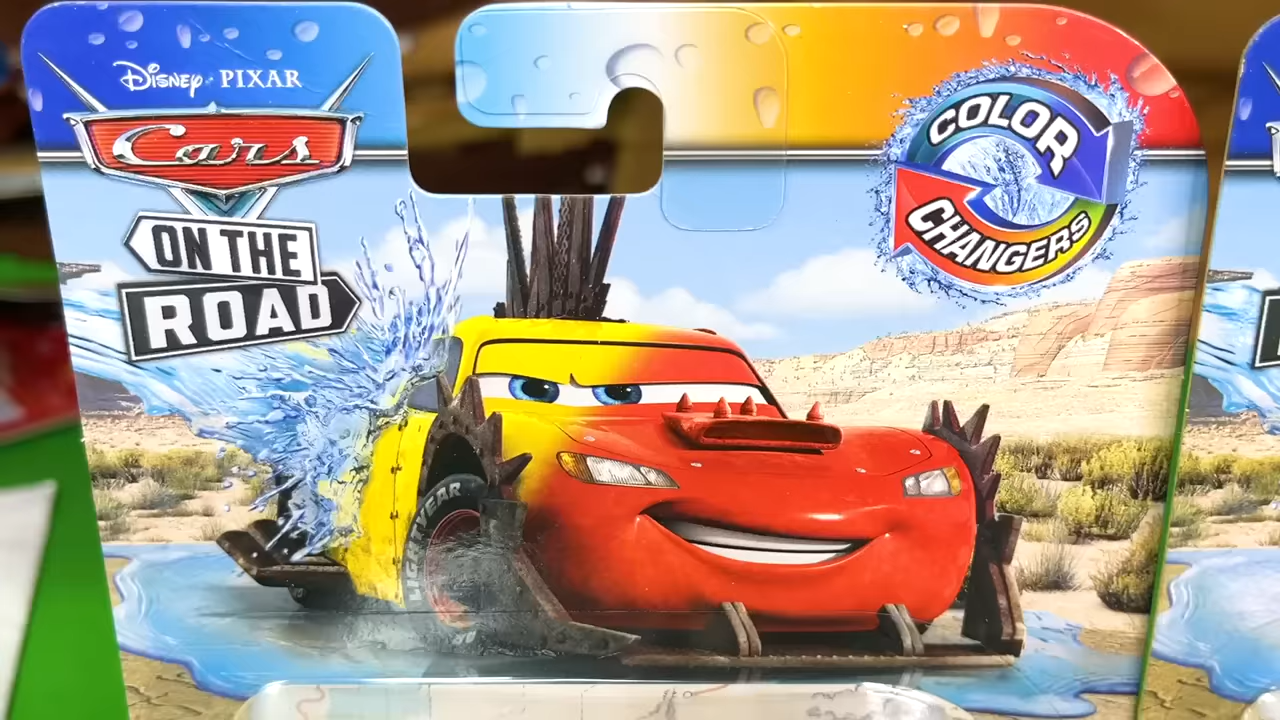 Disney · PIXAR
Cars
ON THE
ROAD
COLOR
CHANGERS
LIGHTYEAR